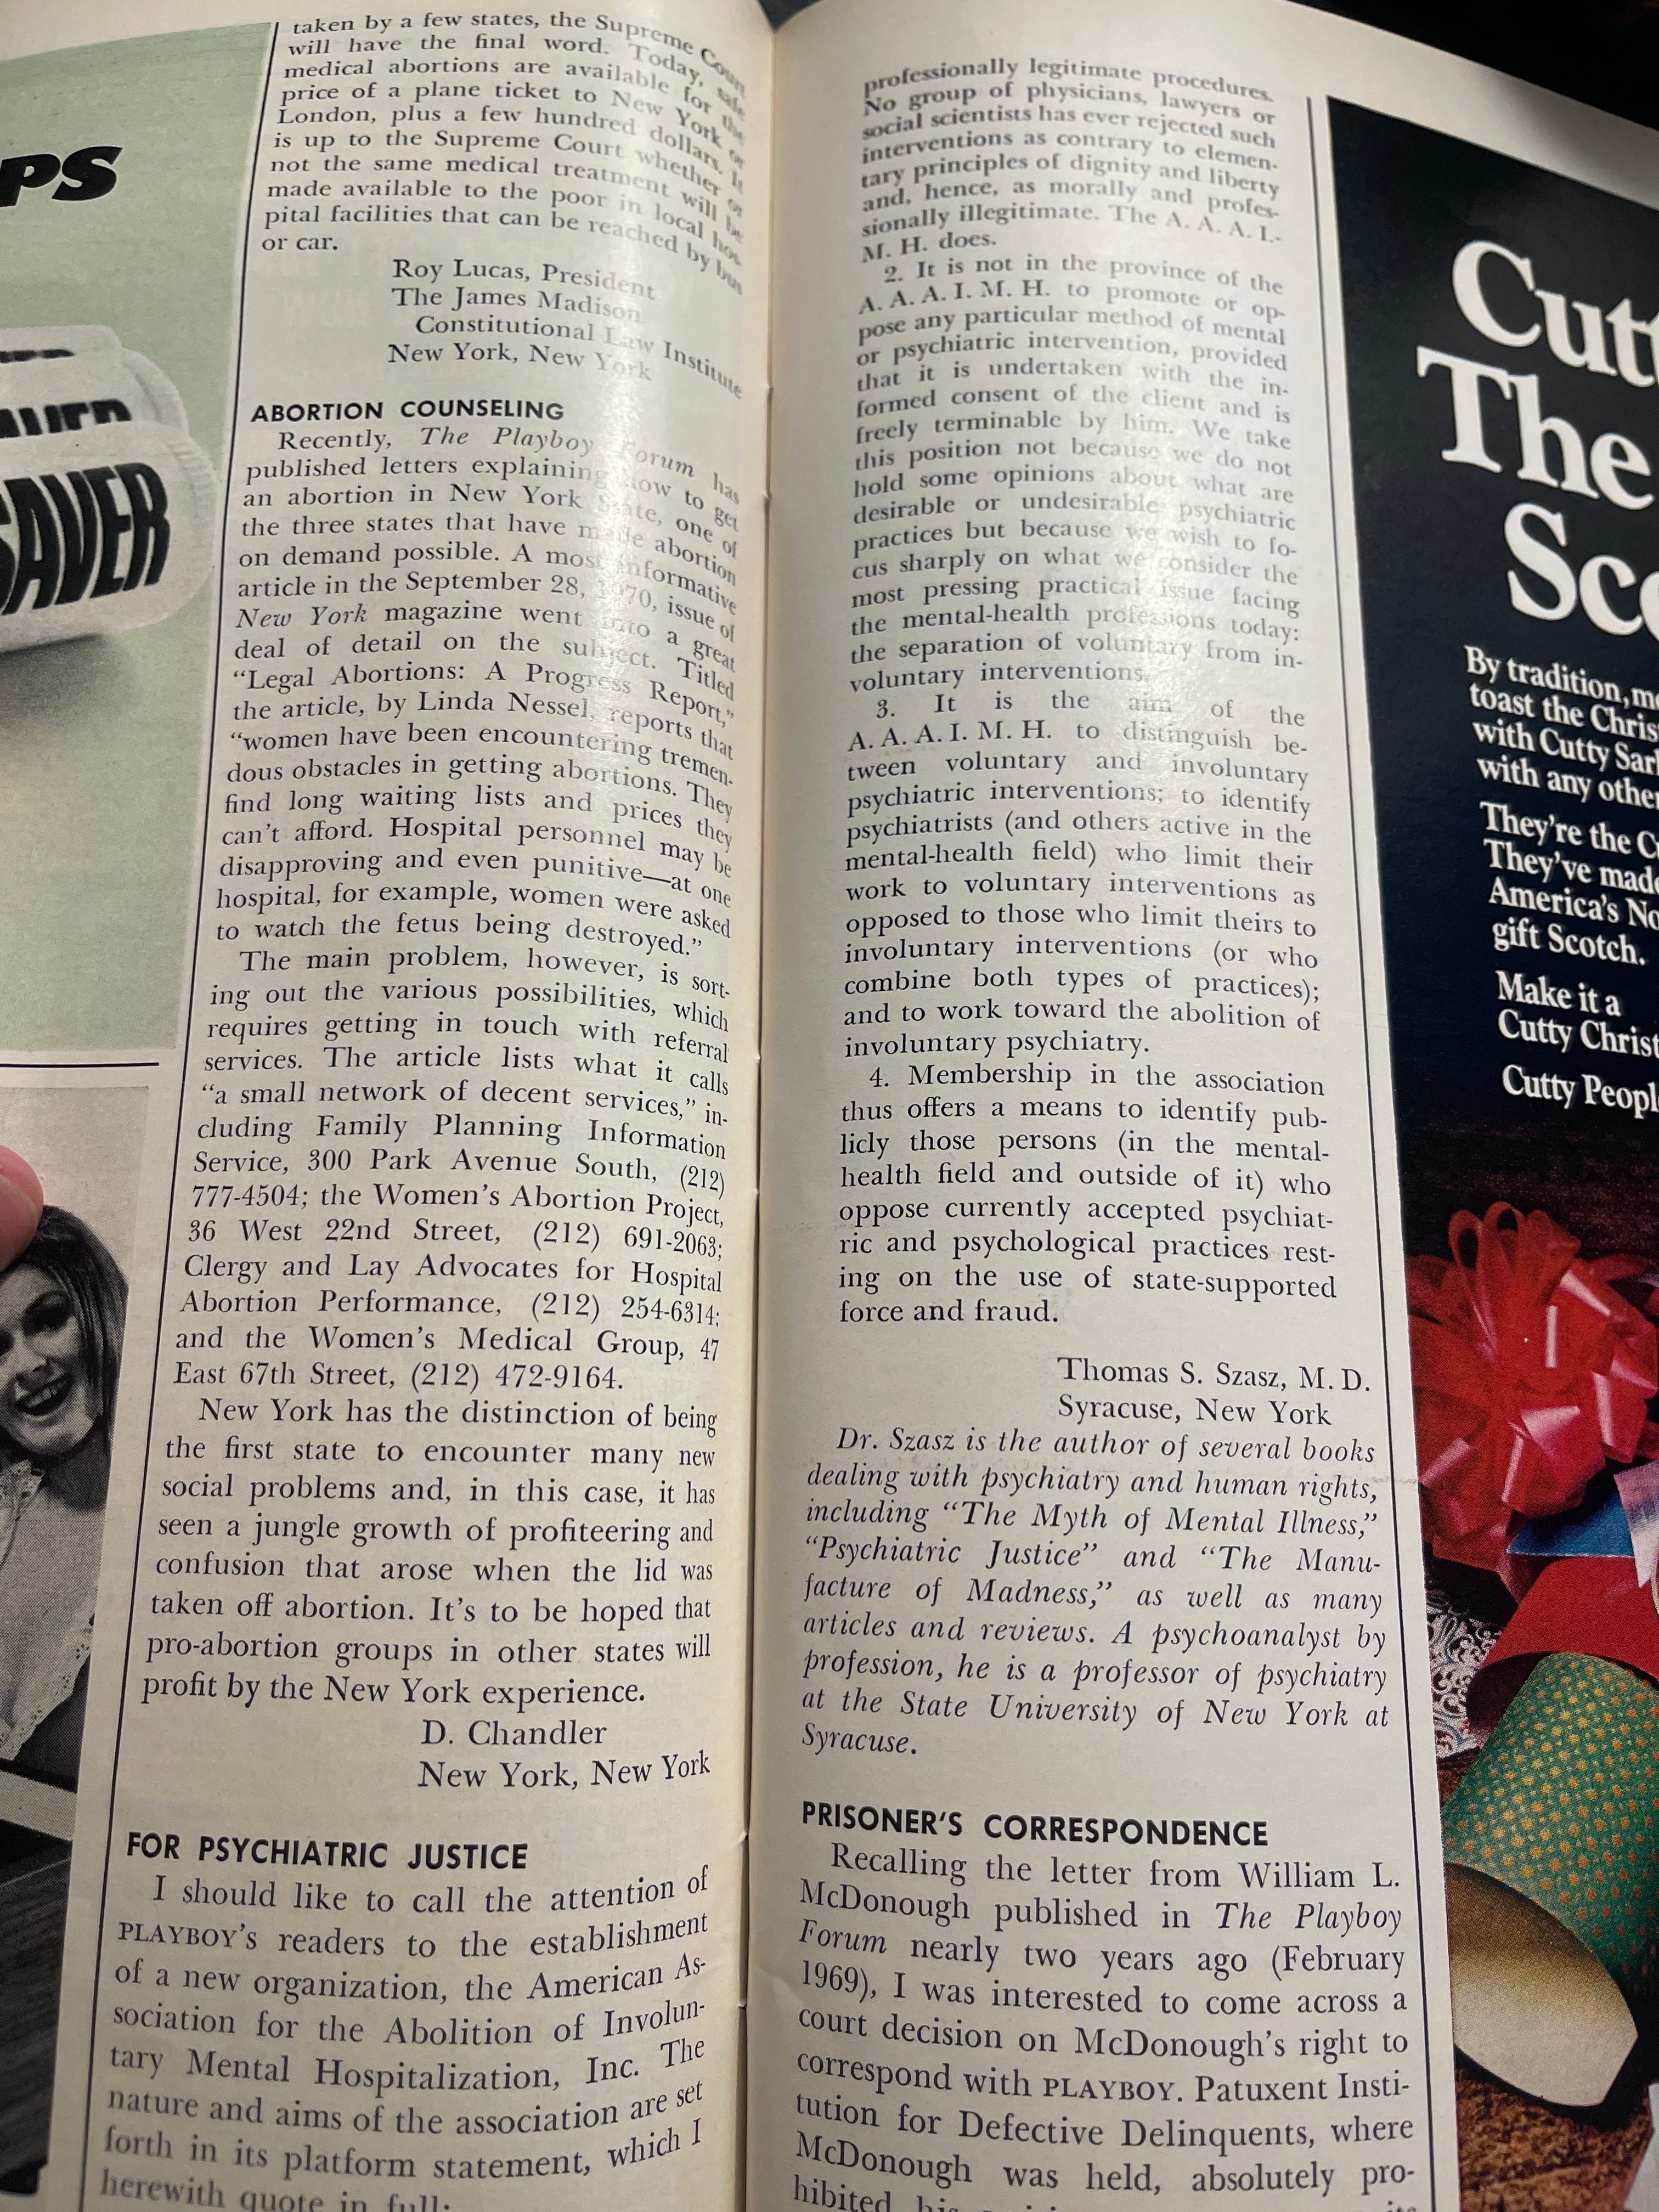 PS
SAVER
SAVER
taken by a few states, the Supreme Court
will have the final word. Today, safe
medical abortions are available for the
price of a plane ticket to New York or
London, plus a few hundred dollars. It
is up to the Supreme Court whether or
not the same medical treatment will be
made available to the poor in local hos-
pital facilities that can be reached by bus
or car.
Roy Lucas, President
The James Madison
Constitutional Law Institute
New York, New York
ABORTION COUNSELING
Recently, The Playboy Forum has
published letters explaining how to get
an abortion in New York State, one of
the three states that have made abortion
on demand possible. A most informative
article in the September 28, 1970, issue of
New York magazine went into a great
deal of detail on the subject. Titled
“Legal Abortions: A Progress Report,”
the article, by Linda Nessel, reports that
“women have been encountering tremen-
dous obstacles in getting abortions. They
find long waiting lists and prices they
can’t afford. Hospital personnel may be
disapproving and even punitive—at one
hospital, for example, women were asked
to watch the fetus being destroyed.”
The main problem, however, is sort-
ing out the various possibilities, which
requires getting in touch with referral
services. The article lists what it calls
“a small network of decent services,” in-
cluding Family Planning Information
Service, 300 Park Avenue South, (212)
777-4504; the Women’s Abortion Project,
36 West 22nd Street, (212) 691-2063;
Clergy and Lay Advocates for Hospital
Abortion Performance, (212) 254-6314;
and the Women’s Medical Group, 47
East 67th Street, (212) 472-9164.
New York has the distinction of being
the first state to encounter many new
social problems and, in this case, it has
seen a jungle growth of profiteering and
confusion that arose when the lid was
taken off abortion. It’s to be hoped that
pro-abortion groups in other states will
profit by the New York experience.
D. Chandler
New York, New York
FOR PSYCHIATRIC JUSTICE
I should like to call the attention of
PLAYBOY’S readers to the establishment
of a new organization, the American As-
sociation for the Abolition of Involun-
tary Mental Hospitalization, Inc. The
nature and aims of the association are set
forth in its platform statement, which I
herewith quote in full:
professionally legitimate procedures.
No group of physicians, lawyers or
social scientists has ever rejected such
interventions as contrary to elemen-
tary principles of dignity and liberty
and, hence, as morally and profes-
sionally illegitimate. The A. A. A. I.-
M. H. does.
2. It is not in the province of the
A. A. A. I. M. H. to promote or op-
pose any particular method of mental
or psychiatric intervention, provided
that it is undertaken with the in-
formed consent of the client and is
freely terminable by him. We take
this position not because we do not
hold some opinions about what are
desirable or undesirable psychiatric
practices but because we wish to fo-
cus sharply on what we consider the
most pressing practical issue facing
the mental-health professions today:
the separation of voluntary from in-
voluntary interventions.
3. It is the aim of the
A. A. A. I. M. H. to distinguish be-
tween voluntary and involuntary
psychiatric interventions; to identify
psychiatrists (and others active in the
mental-health field) who limit their
work to voluntary interventions as
opposed to those who limit theirs to
involuntary interventions (or who
combine both types of practices);
and to work toward the abolition of
involuntary psychiatry.
4. Membership in the association
thus offers a means to identify pub-
licly those persons (in the mental-
health field and outside of it) who
oppose currently accepted psychiat-
ric and psychological practices rest-
ing on the use of state-supported
force and fraud.
Thomas S. Szasz, M. D.
Syracuse, New York
Dr. Szasz is the author of several books
dealing with psychiatry and human rights,
including “The Myth of Mental Illness,”
“Psychiatric Justice” and “The Manu-
facture of Madness,” as well as many
articles and reviews. A psychoanalyst by
profession, he is a professor of psychiatry
at the State University of New York at
Syracuse.
PRISONER’S CORRESPONDENCE
Recalling the letter from William L.
McDonough published in The Playboy
Forum nearly two years ago (February
1969), I was interested to come across a
court decision on McDonough’s right to
correspond with PLAYBOY. Patuxent Insti-
tution for Defective Delinquents, where
McDonough was held, absolutely pro-
hibited his
Cutt
The
Sco
By tradition, mo
toast the Christ
with Cutty Sarl
with any other
They’re the Cu
They’ve made
America’s No
gift Scotch.
Make it a
Cutty Christ
Cutty Peopl